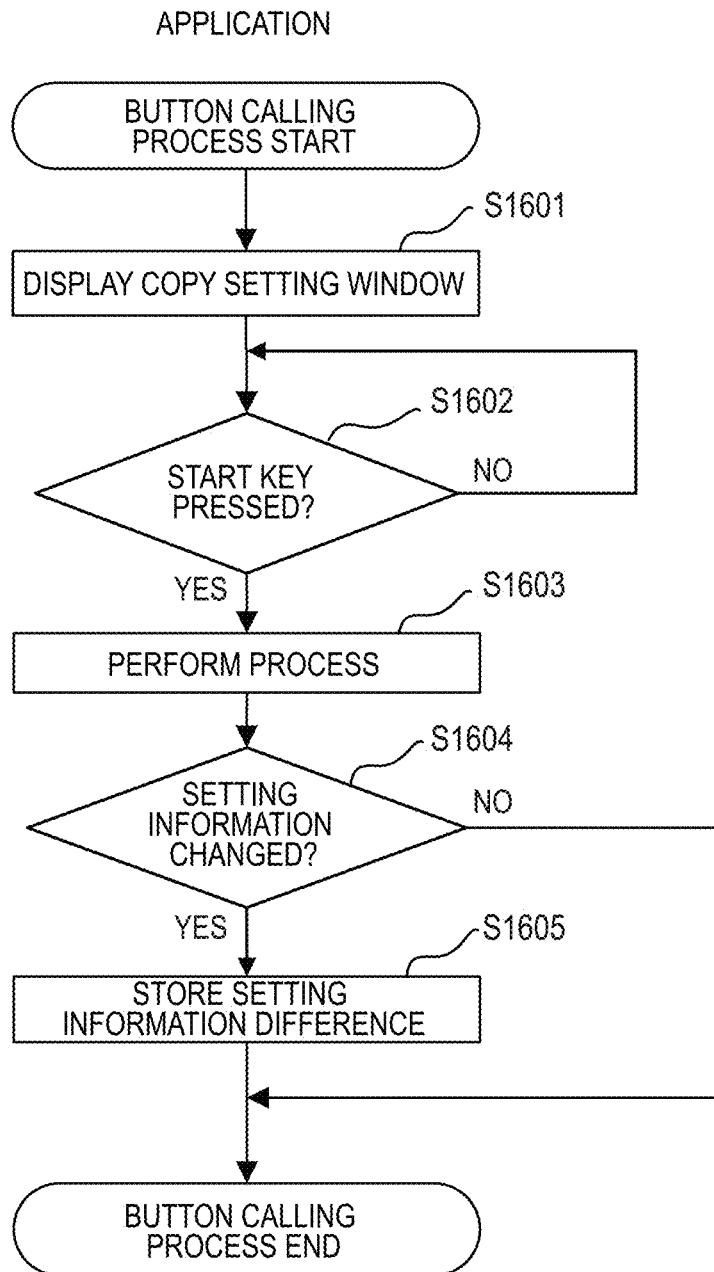 APPLICATION
BUTTON CALLING
PROCESS START
S1601
DISPLAY COPY SETTING WINDOW
S1602
START KEY
PRESSED?
NO
YES
S1603
PERFORM PROCESS
S1604
SETTING
INFORMATION
CHANGED?
NO
YES
S1605
STORE SETTING
INFORMATION DIFFERENCE
BUTTON CALLING
PROCESS END